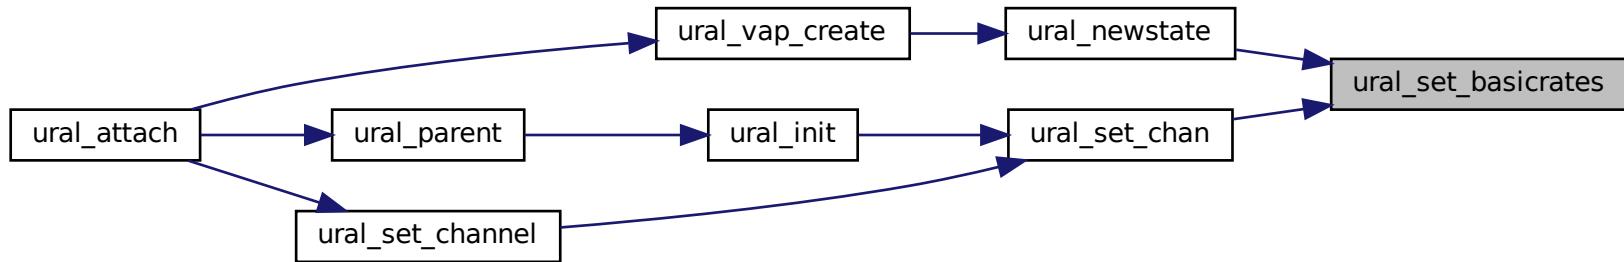 ural_vap_create
ural_newstate
ural_set_basicrates
ural_attach
ural_parent
ural_init
ural_set_chan
ural_set_channel